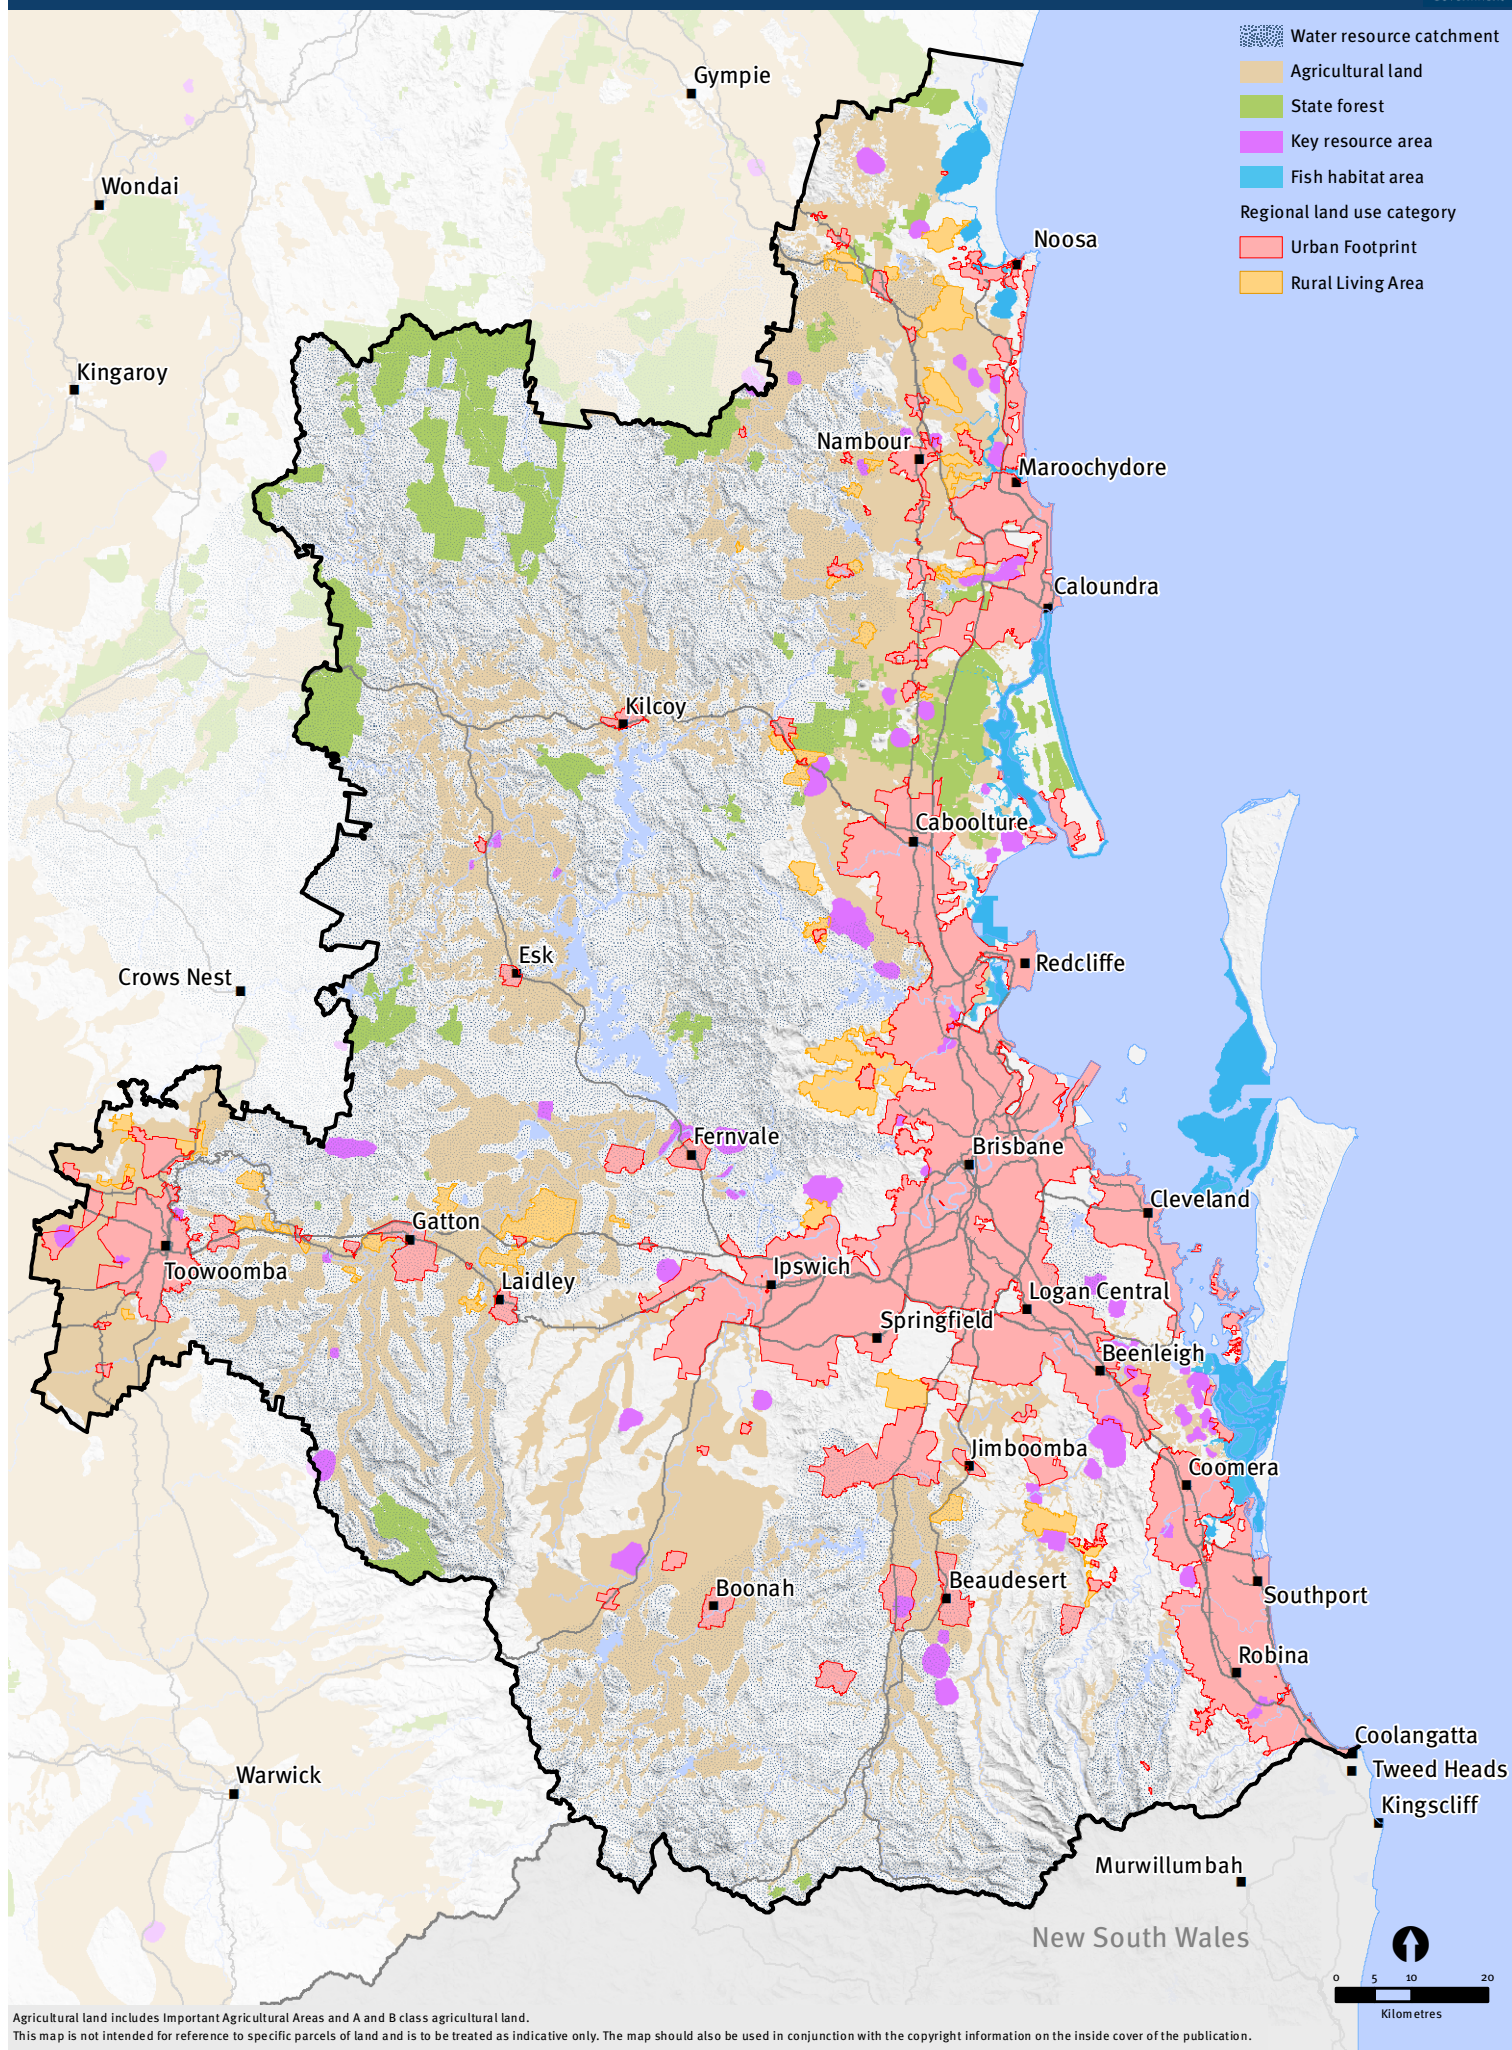 Water resource catchment
Agricultural land
State forest
Key resource area
Fish habitat area
Regional land use category
Urban Footprint
Rural Living Area
Gympie
Wondai
Noosa
Kingaroy
Nambour
Maroochydore
Caloundra
Kilcoy
Caboolture
Esk
Redcliffe
Crows Nest
Fernvale
Brisbane
Cleveland
Gatton
Toowoomba
Ipswich
Laidley
Logan Central
Springfield
Beenleigh
Jimboomba
Coomera
Boonah
Beaudesert
Southport
Robina
Coolangatta
Tweed Heads
Warwick
Kingscliff
Murwillumbah
New South Wales
0 5 10 20
Kilometres
Agricultural land includes Important Agricultural Areas and A and B class agricultural land.
This map is not intended for reference to specific parcels of land and is to be treated as indicative only. The map should also be used in conjunction with the copyright information on the inside cover of the publication.